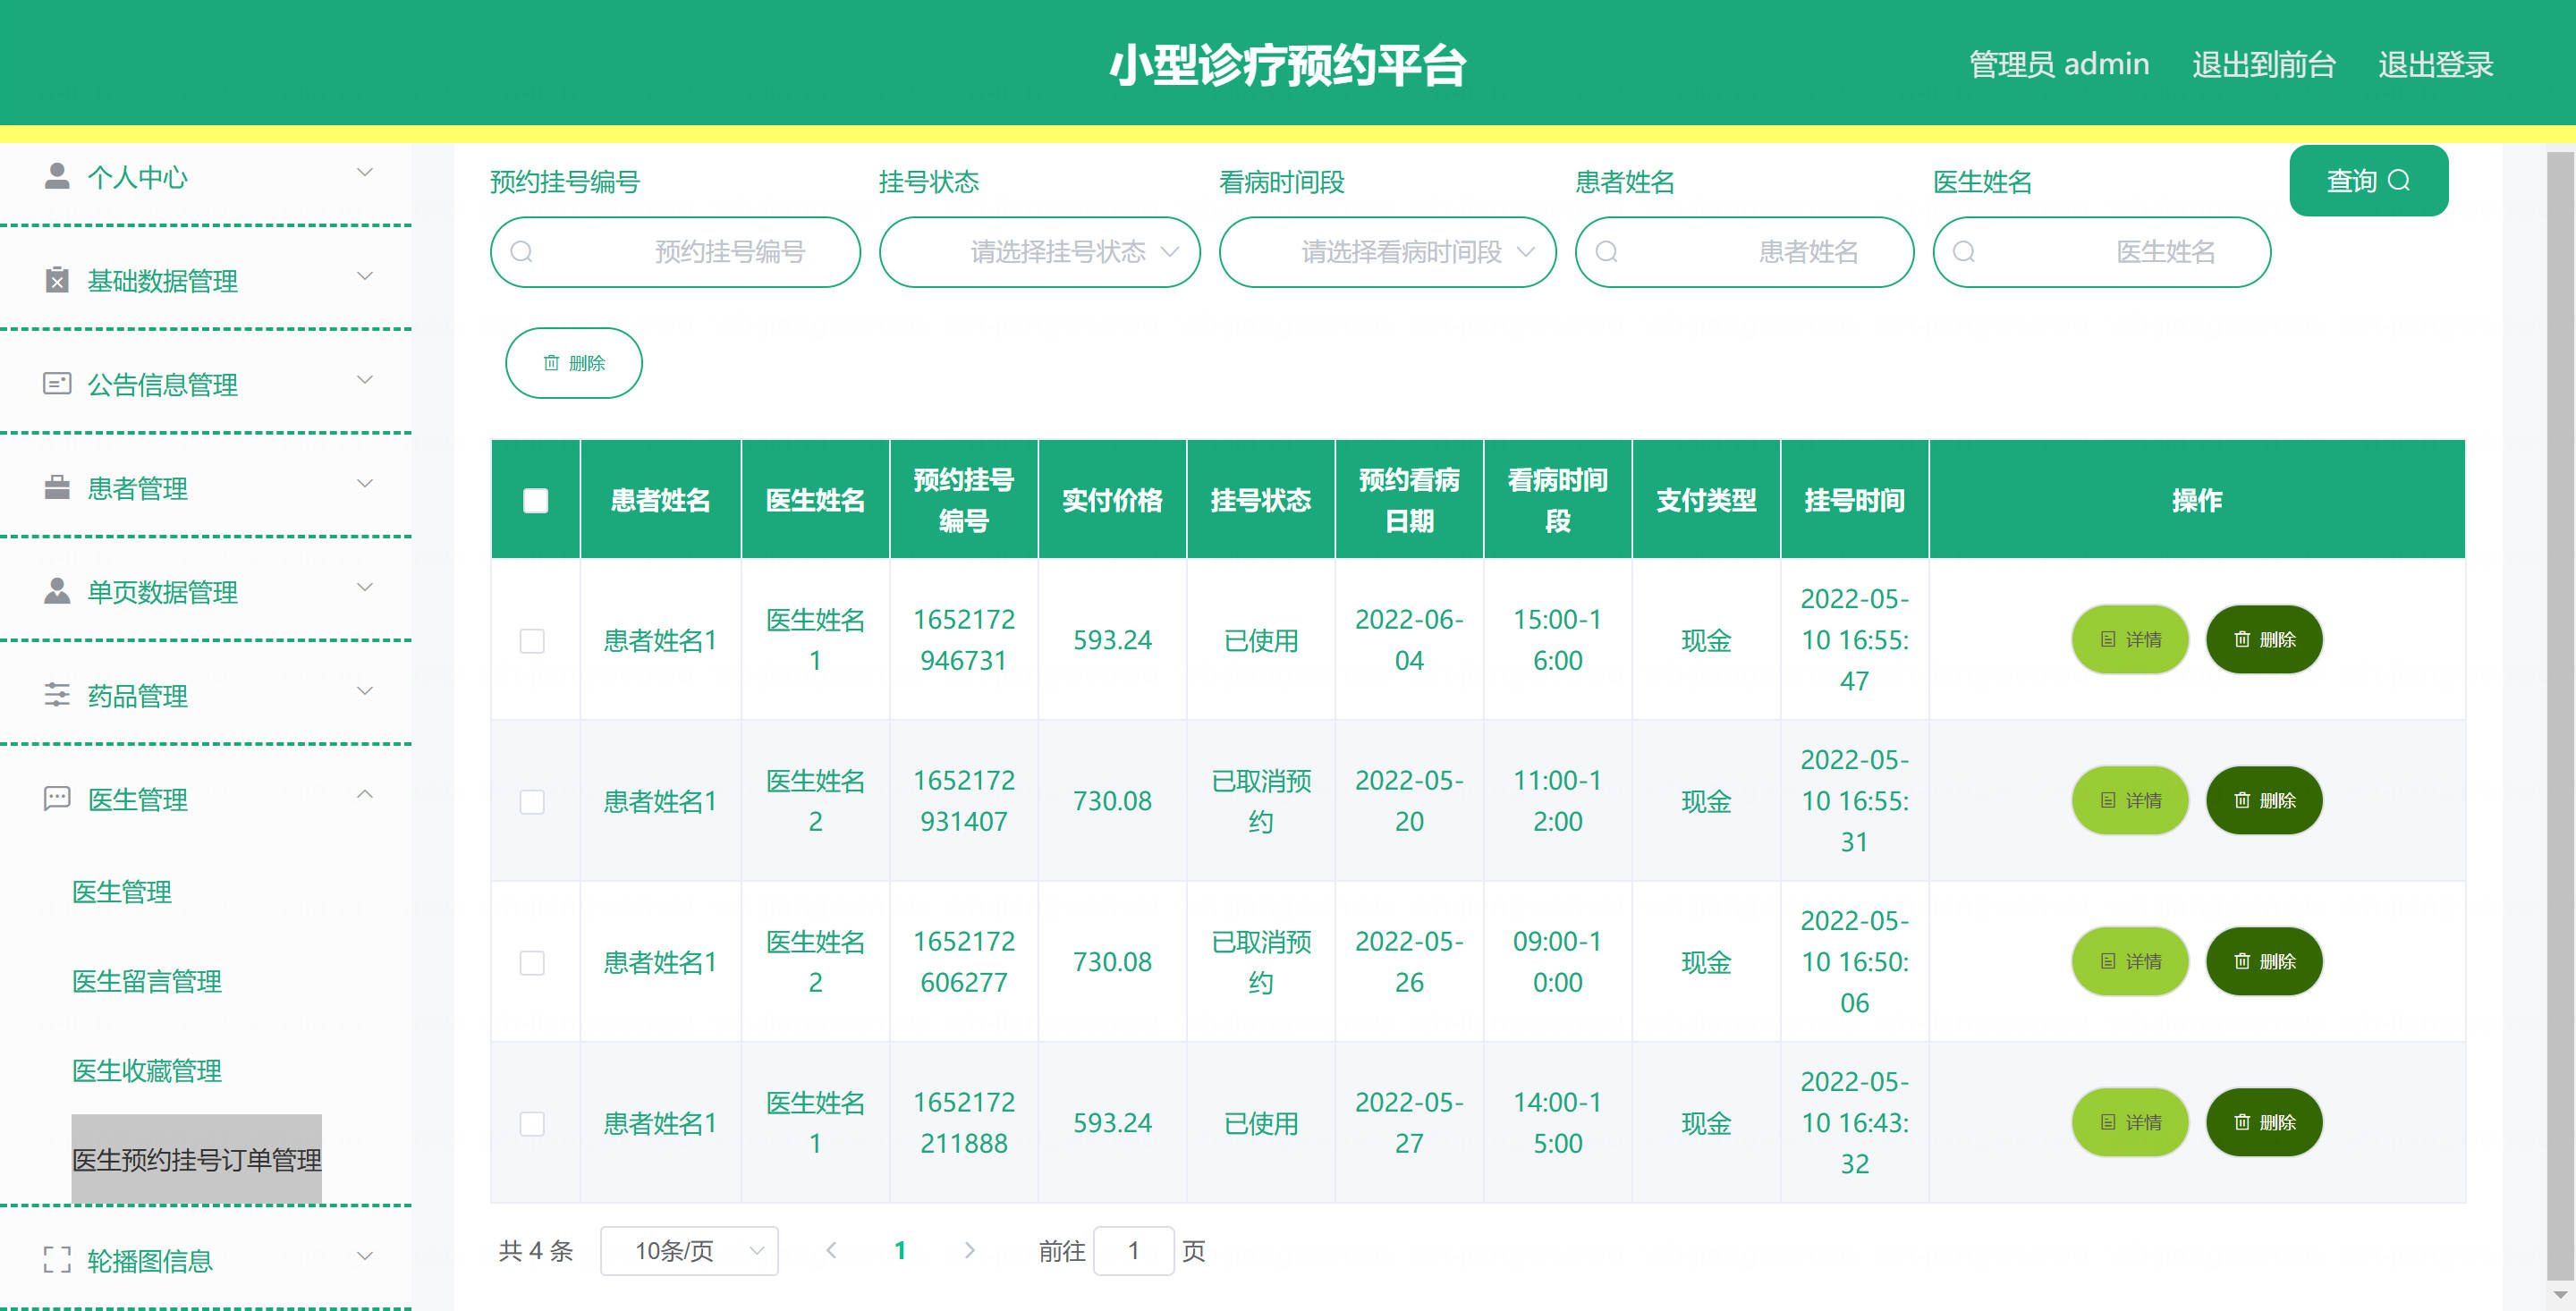 小型诊疗预约平台
管理员 admin
退出到前台
退出登录
个人中心
基础数据管理
公告信息管理
患者管理
单页数据管理
药品管理
医生管理
医生管理
医生留言管理
医生收藏管理
医生预约挂号订单管理
轮播图信息
预约挂号编号
挂号状态
看病时间段
患者姓名
医生姓名
查询
预约挂号编号
请选择挂号状态
请选择看病时间段
患者姓名
医生姓名
删除
患者姓名
医生姓名
预约挂号
编号
实付价格
挂号状态
预约看病
日期
看病时间
段
支付类型
挂号时间
操作
患者姓名1
医生姓名
1
1652172
946731
593.24
已使用
2022-06-
04
15:00-1
6:00
现金
2022-05-
10 16:55:
47
详情
删除
患者姓名1
医生姓名
2
1652172
931407
730.08
已取消预
约
2022-05-
20
11:00-1
2:00
现金
2022-05-
10 16:55:
31
详情
删除
患者姓名1
医生姓名
2
1652172
606277
730.08
已取消预
约
2022-05-
26
09:00-1
0:00
现金
2022-05-
10 16:50:
06
详情
删除
患者姓名1
医生姓名
1
1652172
211888
593.24
已使用
2022-05-
27
14:00-1
5:00
现金
2022-05-
10 16:43:
32
详情
删除
共 4 条
10条/页
1
前往
1
页